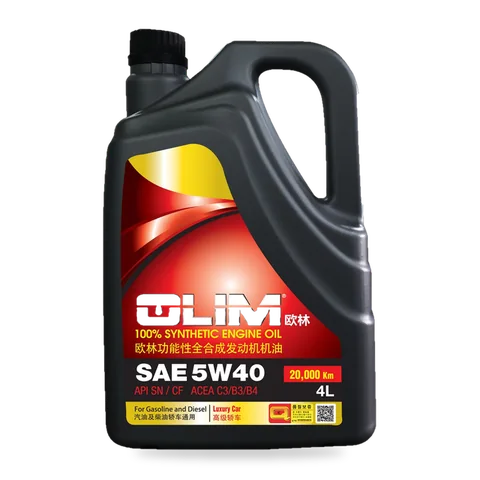 OLIM® 欧林
100% SYNTHETIC ENGINE OIL
欧林功能性全合成发动机机油
SAE 5W40 20,000 Km
API SN / CF ACEA C3/B3/B4 4L
For Gasoline and Diesel Luxury Car
汽油及柴油轿车通用 高级轿车